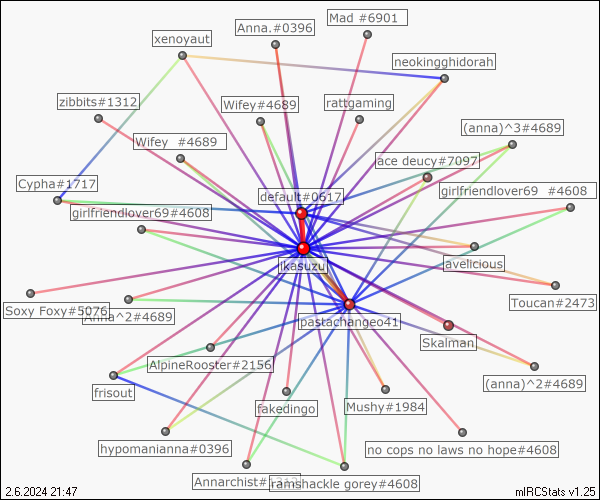 Mad #6901
Anna.#0396
xenoyaut
neokingghidorah
zibbits#1312
Wifey#4689
rattgaming
(anna)^3#4689
Wifey  #4689
ace deucy#7097
Cypha#1717
default#0617
girlfriendlover69  #4608
girlfriendlover69#4608
ikasuzu
avelicious
Soxy Foxy#5076
Anna^2#4689
Toucan#2473
pastachangeo41
Skalman
AlpineRooster#2156
frisout
(anna)^2#4689
fakedingo
Mushy#1984
hypomanianna#0396
no cops no laws no hope#4608
ramshackle gorey#4608
2.6.2024 21:47
mIRCStats v1.25